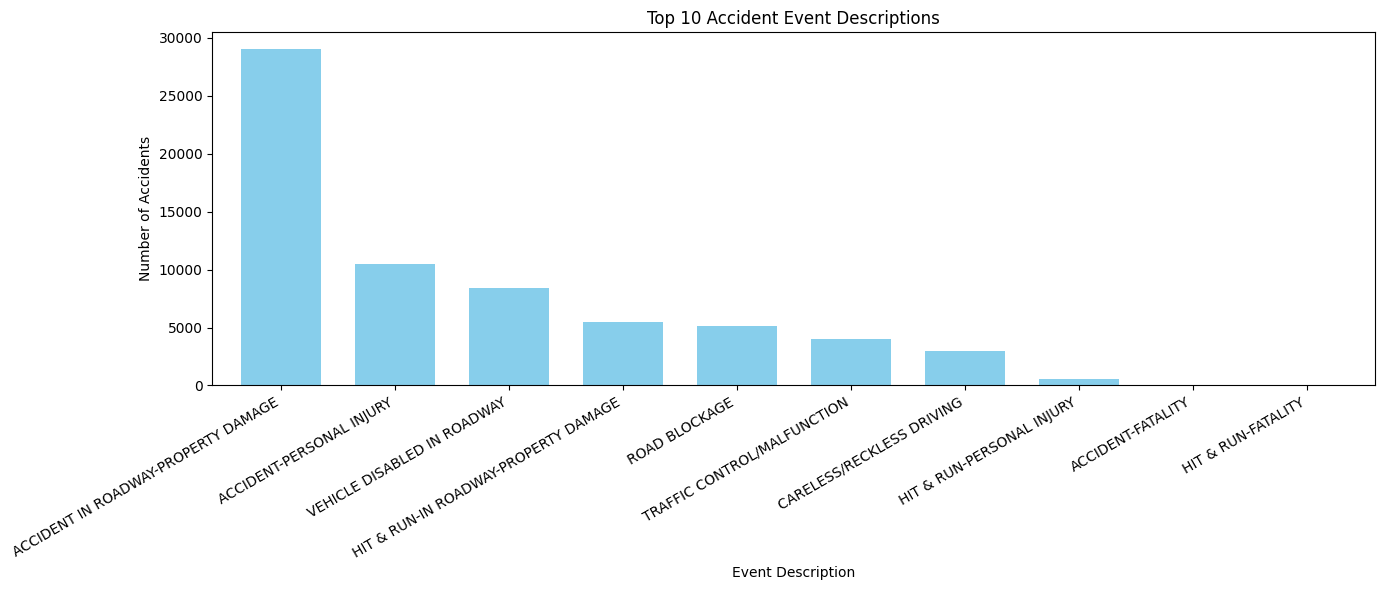 Top 10 Accident Event Descriptions
Number of Accidents
30000
25000
20000
15000
10000
5000
0
ACCIDENT IN ROADWAY-PROPERTY DAMAGE
ACCIDENT-PERSONAL INJURY
VEHICLE DISABLED IN ROADWAY
HIT & RUN-IN ROADWAY-PROPERTY DAMAGE
ROAD BLOCKAGE
TRAFFIC CONTROL/MALFUNCTION
CARELESS/RECKLESS DRIVING
HIT & RUN-PERSONAL INJURY
ACCIDENT-FATALITY
HIT & RUN-FATALITY
Event Description